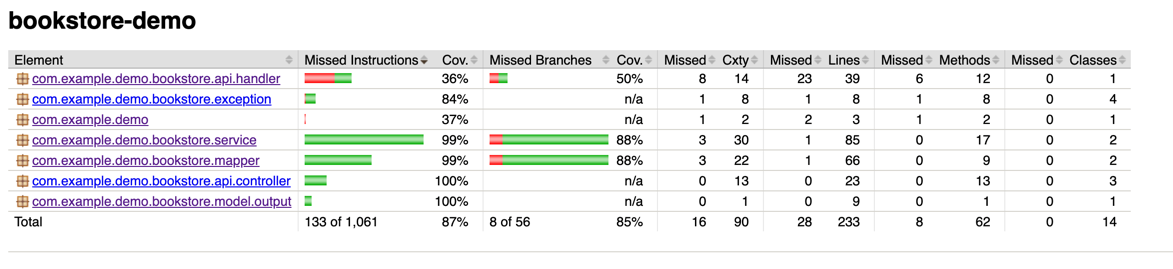 bookstore-demo
Element Missed Instructions Cov. Missed Branches Cov. Missed Cxty Missed Lines Missed Methods Missed Classes
com.example.demo.bookstore.api.handler 36% 50% 8 14 23 39 6 12 0 1
com.example.demo.bookstore.exception 84% n/a 1 8 1 8 1 8 0 4
com.example.demo 37% n/a 1 2 2 3 1 2 0 1
com.example.demo.bookstore.service 99% 88% 3 30 1 85 0 17 0 2
com.example.demo.bookstore.mapper 99% 88% 3 22 1 66 0 9 0 2
com.example.demo.bookstore.api.controller 100% n/a 0 13 0 23 0 13 0 3
com.example.demo.bookstore.model.output 100% n/a 0 1 0 9 0 1 0 1
Total 133 of 1,061 87% 8 of 56 85% 16 90 28 233 8 62 0 14